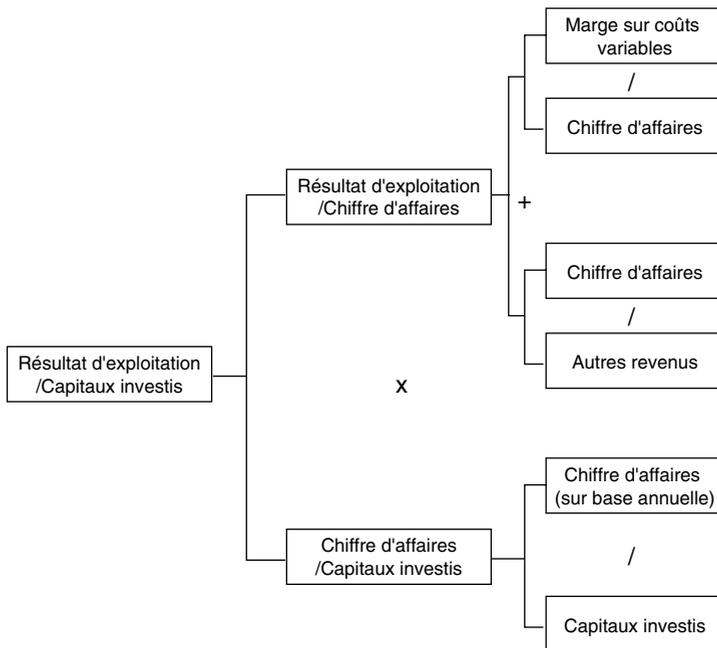 Marge sur coûts
variables
/
Chiffre d'affaires
Résultat d'exploitation
/Chiffre d'affaires
+
Chiffre d'affaires
/
Autres revenus
Résultat d'exploitation
/Capitaux investis
x
Chiffre d'affaires
(sur base annuelle)
Chiffre d'affaires
/Capitaux investis
/
Capitaux investis